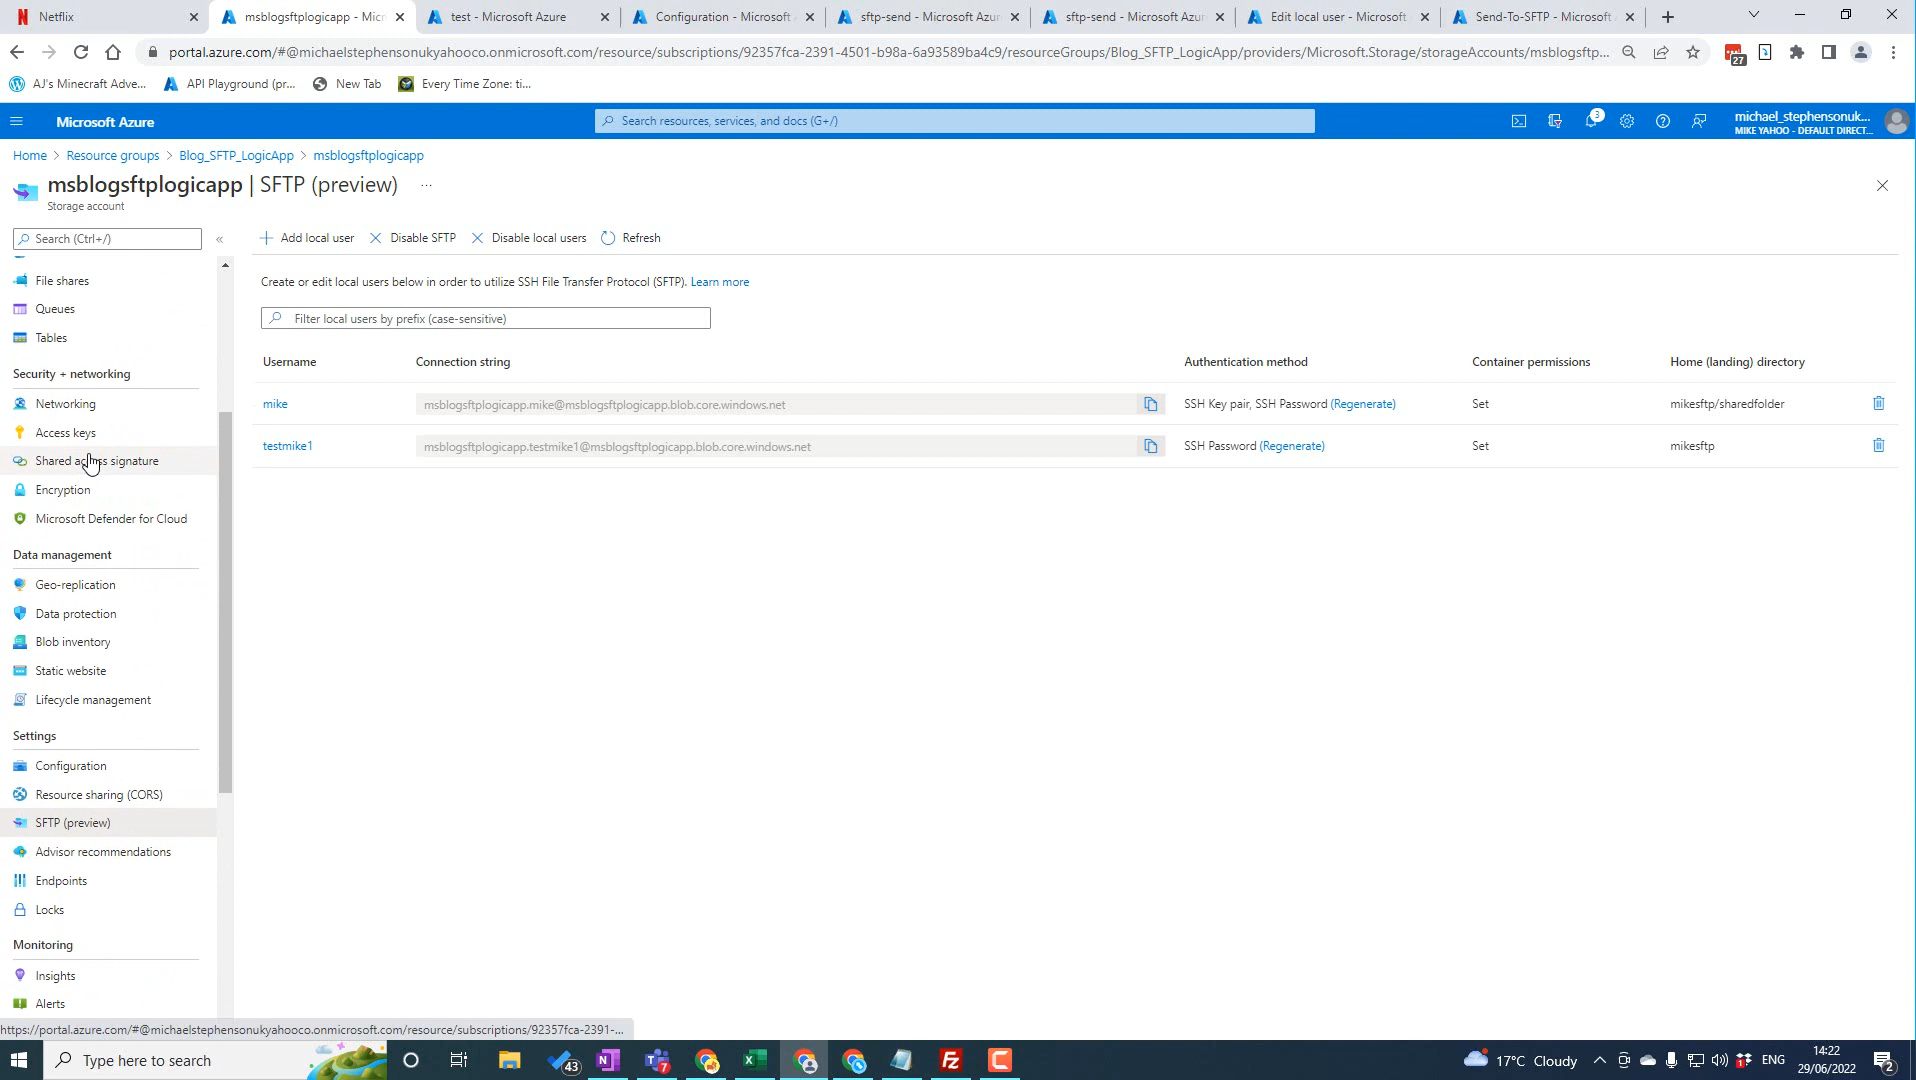 Netflix
msblogsftplogicapp - Mic
test - Microsoft Azure
Configuration - Microsoft
sftp-send - Microsoft Azu
sftp-send - Microsoft Azu
Edit local user - Microsoft
Send-To-SFTP - Microsoft
portal.azure.com/#@michaelstephensonukyahooco.onmicrosoft.com/resource/subscriptions/92357fca-2391-4501-b98a-6a93589ba4c9/resourceGroups/Blog_SFTP_LogicApp/providers/Microsoft.Storage/storageAccounts/msblogsftp...
27
AJ's Minecraft Adve...
API Playground (pr...
New Tab
Every Time Zone: ti...
Microsoft Azure
Search resources, services, and docs (G+/)
3
michael_stephensonuk...
MIKE YAHOO - DEFAULT DIRECT...
Home > Resource groups > Blog_SFTP_LogicApp > msblogsftplogicapp
msblogsftplogicapp | SFTP (preview) ...
Storage account
Search (Ctrl+/)
«
Add local user
Disable SFTP
Disable local users
Refresh
Create or edit local users below in order to utilize SSH File Transfer Protocol (SFTP). Learn more
Filter local users by prefix (case-sensitive)
Username Connection string Authentication method Container permissions Home (landing) directory
mike msblogsftplogicapp.mike@msblogsftplogicapp.blob.core.windows.net SSH Key pair, SSH Password (Regenerate) Set mikesftp/sharedfolder
testmike1 msblogsftplogicapp.testmike1@msblogsftplogicapp.blob.core.windows.net SSH Password (Regenerate) Set mikesftp
File shares
Queues
Tables
Security + networking
Networking
Access keys
Shared access signature
Encryption
Microsoft Defender for Cloud
Data management
Geo-replication
Data protection
Blob inventory
Static website
Lifecycle management
Settings
Configuration
Resource sharing (CORS)
SFTP (preview)
Advisor recommendations
Endpoints
Locks
Monitoring
Insights
Alerts
https://portal.azure.com/#@michaelstephensonukyahooco.onmicrosoft.com/resource/subscriptions/92357fca-2391-...
Type here to search
43
7
17°C Cloudy
ENG
14:22
29/06/2022
2